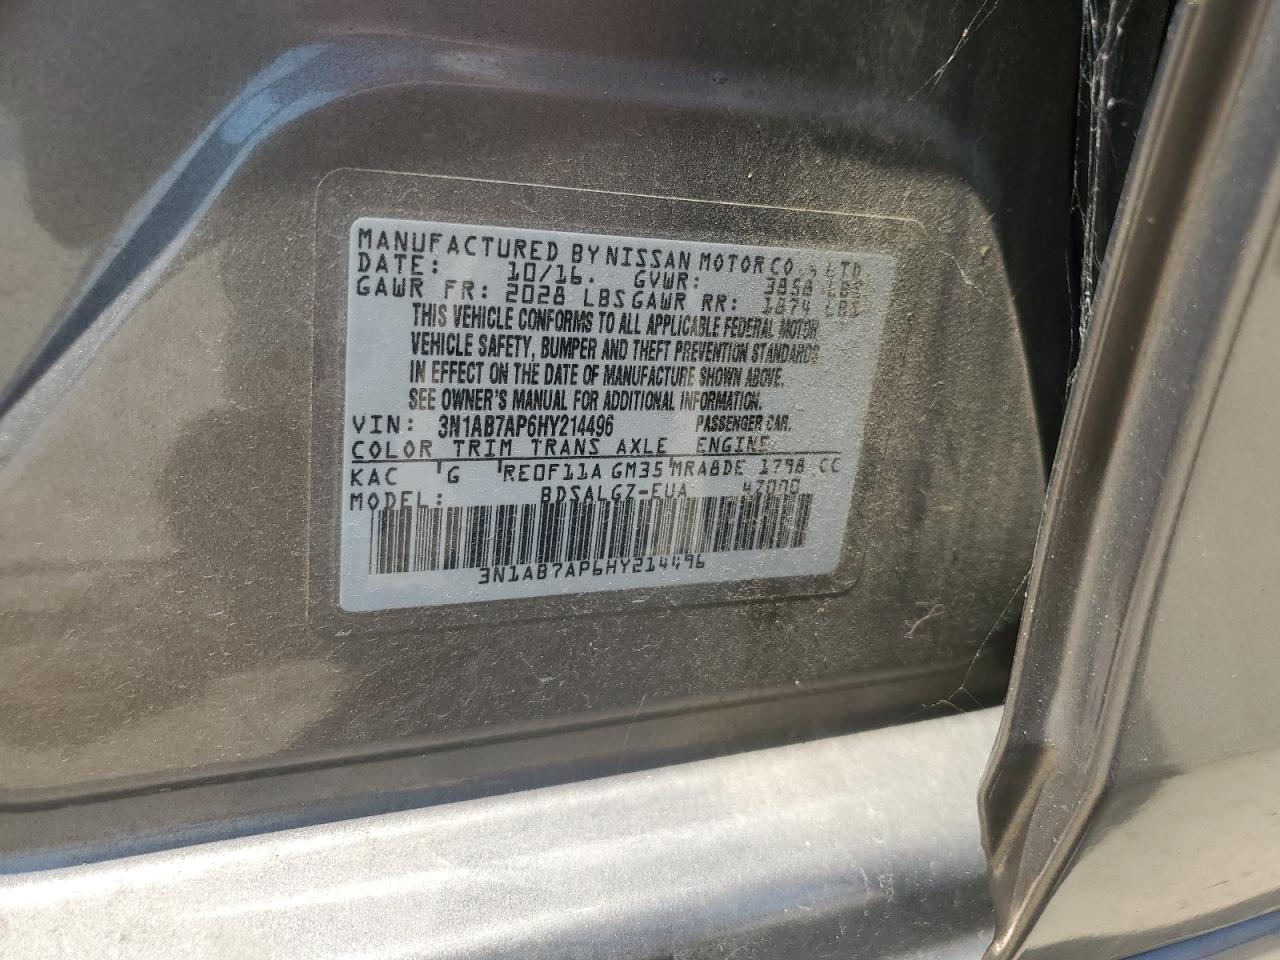 MANUFACTURED BY NISSAN MOTOR CO., LTD.
DATE: 10/16. GVWR: 3858 LBS
GAWR FR: 2028 LBS GAWR RR: 1874 LBS
THIS VEHICLE CONFORMS TO ALL APPLICABLE FEDERAL MOTOR
VEHICLE SAFETY, BUMPER AND THEFT PREVENTION STANDARDS
IN EFFECT ON THE DATE OF MANUFACTURE SHOWN ABOVE.
SEE OWNER'S MANUAL FOR ADDITIONAL INFORMATION.
VIN: 3N1AB7AP6HY214496 PASSENGER CAR.
COLOR TRIM TRANS AXLE ENGINE
KAC G RE0F11A GM35 MRA8DE 1798 CC
MODEL: BDSALGZ-EUA 47000
3N1AB7AP6HY214496